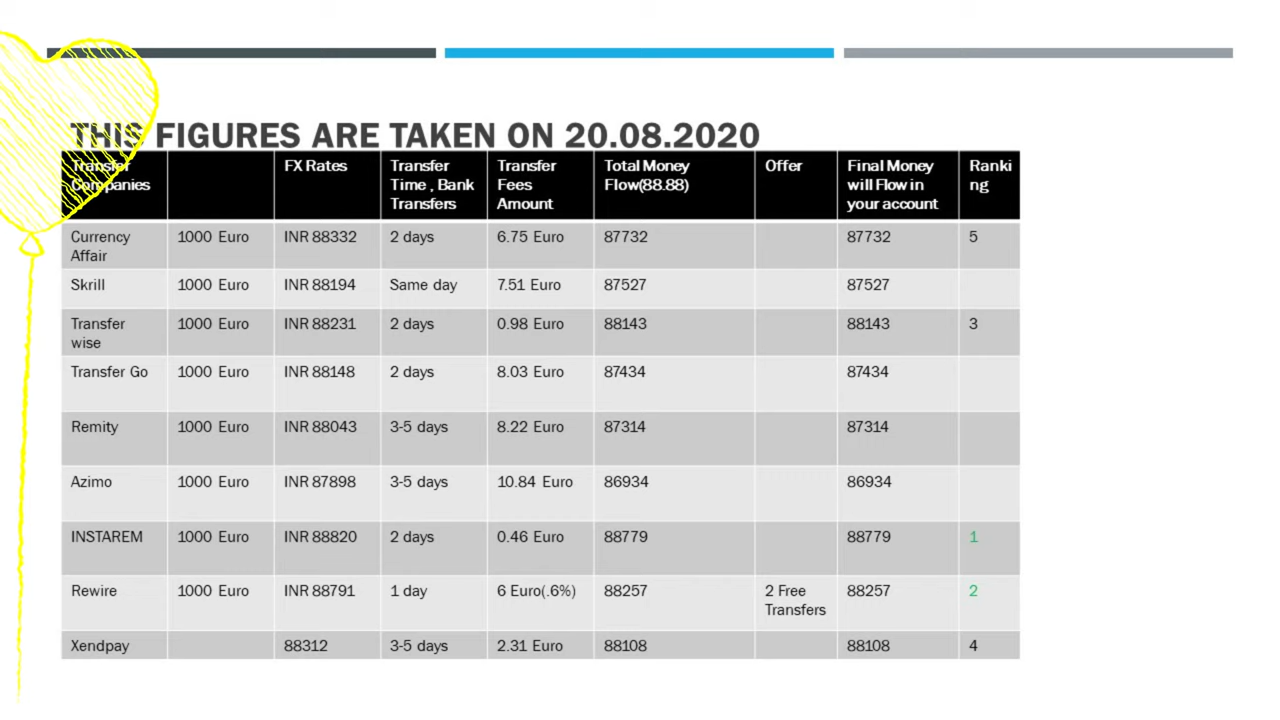 THIS FIGURES ARE TAKEN ON 20.08.2020
Transfer Companies FX Rates Transfer Time , Bank Transfers Transfer Fees Amount Total Money Flow(88.88) Offer Final Money will Flow in your account Ranking
Currency Affair 1000 Euro INR 88332 2 days 6.75 Euro 87732 87732 5
Skrill 1000 Euro INR 88194 Same day 7.51 Euro 87527 87527
Transfer wise 1000 Euro INR 88231 2 days 0.98 Euro 88143 88143 3
Transfer Go 1000 Euro INR 88148 2 days 8.03 Euro 87434 87434
Remity 1000 Euro INR 88043 3-5 days 8.22 Euro 87314 87314
Azimo 1000 Euro INR 87898 3-5 days 10.84 Euro 86934 86934
INSTAREM 1000 Euro INR 88820 2 days 0.46 Euro 88779 88779 1
Rewire 1000 Euro INR 88791 1 day 6 Euro(.6%) 88257 2 Free Transfers 88257 2
Xendpay 88312 3-5 days 2.31 Euro 88108 88108 4